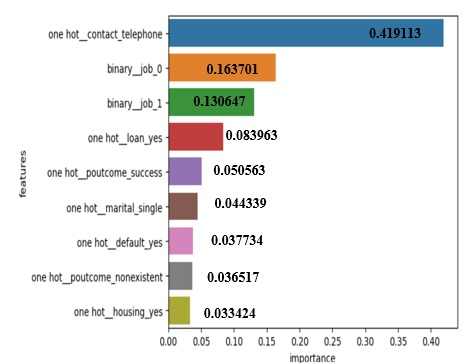 one hot__contact_telephone 0.419113
binary__job_0 0.163701
binary__job_1 0.130647
one hot__loan_yes 0.083963
one hot__poutcome_success 0.050563
one hot__marital_single 0.044339
one hot__default_yes 0.037734
one hot__poutcome_nonexistent 0.036517
one hot__housing_yes 0.033424
features
0.00 0.05 0.10 0.15 0.20 0.25 0.30 0.35 0.40
importance